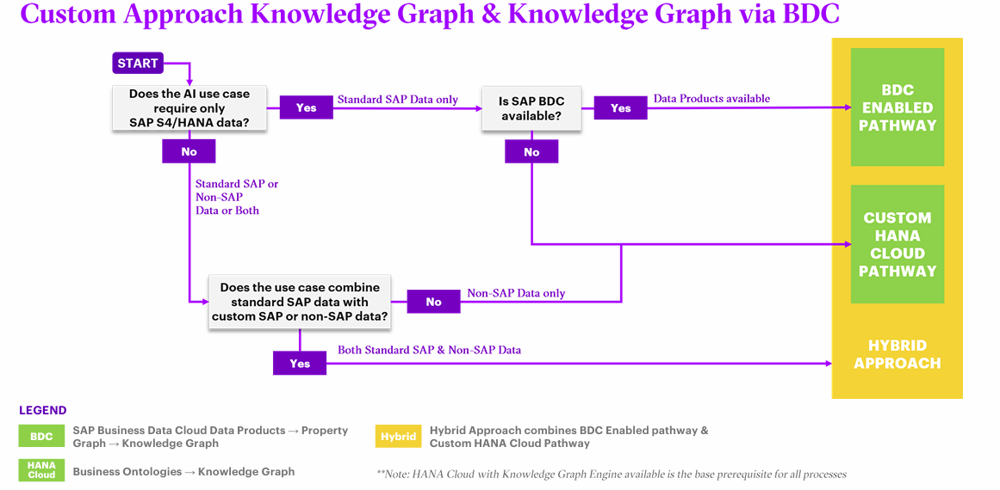 Custom Approach Knowledge Graph & Knowledge Graph via BDC
START
Does the AI use case
require only
SAP S4/HANA data?
Yes
Standard SAP Data only
Is SAP BDC
available?
Yes
Data Products available
BDC
ENABLED
PATHWAY
No
No
Standard SAP or
Non-SAP
Data or Both
CUSTOM
HANA
CLOUD
PATHWAY
Does the use case combine
standard SAP data with
custom SAP or non-SAP data?
No
Non-SAP Data only
Yes
Both Standard SAP & Non-SAP Data
HYBRID
APPROACH
LEGEND
BDC
SAP Business Data Cloud Data Products → Property
Graph → Knowledge Graph
Hybrid
Hybrid Approach combines BDC Enabled pathway &
Custom HANA Cloud Pathway
HANA
Cloud
Business Ontologies → Knowledge Graph
**Note: HANA Cloud with Knowledge Graph Engine available is the base prerequisite for all processes